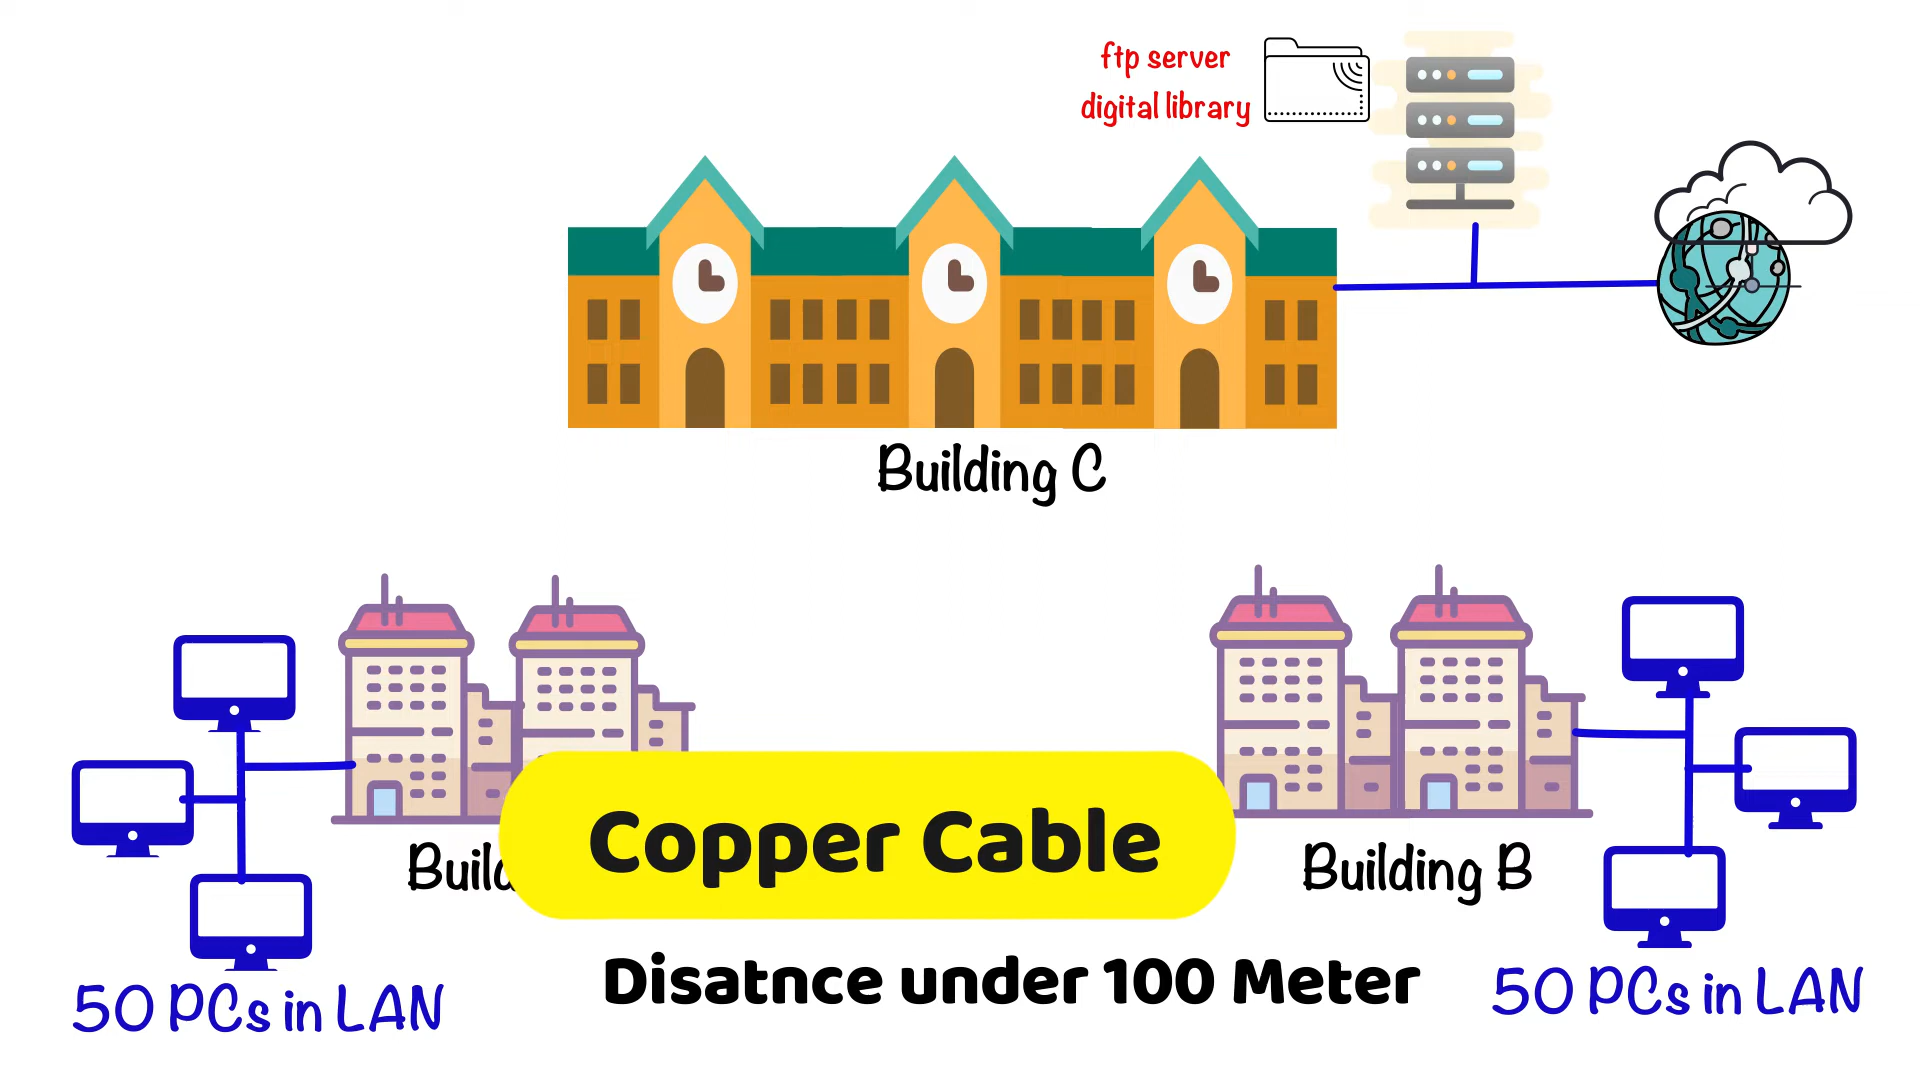 ftp server
digital library
Building C
Build
Copper Cable
Building B
Disatnce under 100 Meter
50 PCs in LAN
50 PCs in LAN